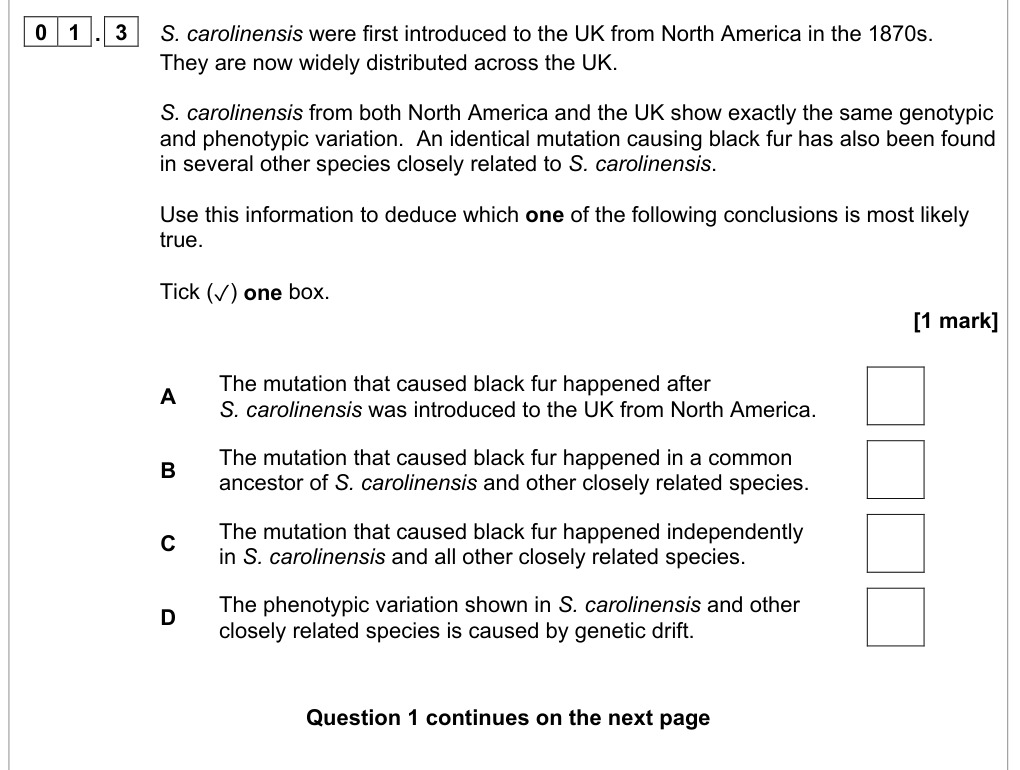 0 1 . 3 S. carolinensis were first introduced to the UK from North America in the 1870s.
They are now widely distributed across the UK.
S. carolinensis from both North America and the UK show exactly the same genotypic
and phenotypic variation. An identical mutation causing black fur has also been found
in several other species closely related to S. carolinensis.
Use this information to deduce which one of the following conclusions is most likely
true.
Tick (✓) one box.
[1 mark]
A The mutation that caused black fur happened after
S. carolinensis was introduced to the UK from North America.
B The mutation that caused black fur happened in a common
ancestor of S. carolinensis and other closely related species.
C The mutation that caused black fur happened independently
in S. carolinensis and all other closely related species.
D The phenotypic variation shown in S. carolinensis and other
closely related species is caused by genetic drift.
Question 1 continues on the next page